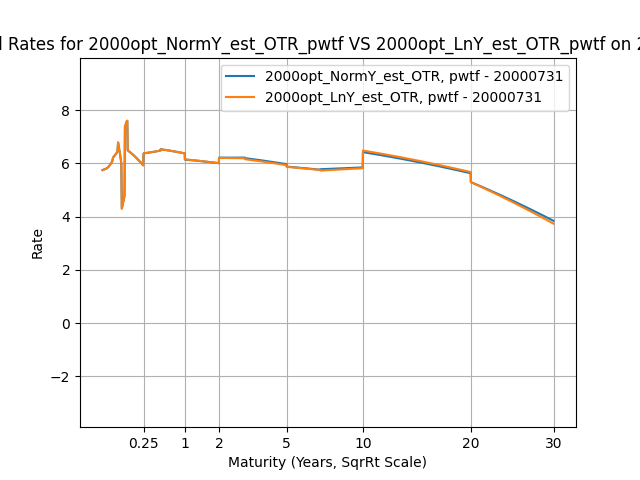 Rates for 2000opt_NormY_est_OTR_pwtf VS 2000opt_LnY_est_OTR_pwtf on
2000opt_NormY_est_OTR, pwtf - 20000731
2000opt_LnY_est_OTR, pwtf - 20000731
8
6
4
2
0
−2
Rate
0.25 1 2 5 10 20 30
Maturity (Years, SqrRt Scale)